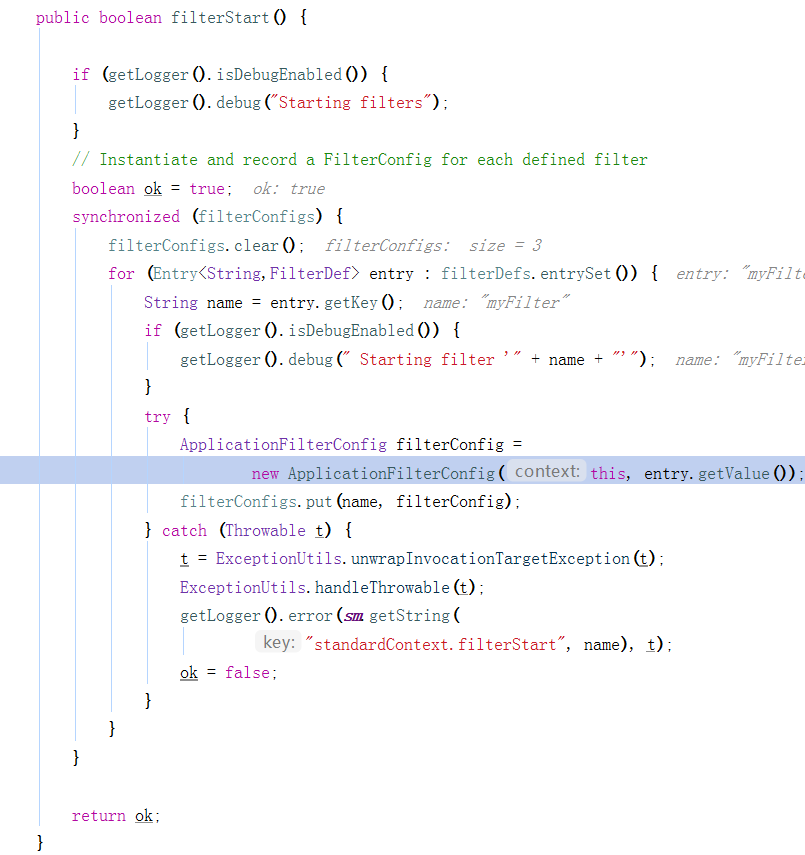 public boolean filterStart() {
if (getLogger().isDebugEnabled()) {
getLogger().debug("Starting filters");
}
// Instantiate and record a FilterConfig for each defined filter
boolean ok = true; ok: true
synchronized (filterConfigs) {
filterConfigs.clear(); filterConfigs: size = 3
for (Entry<String,FilterDef> entry : filterDefs.entrySet()) { entry: "myFilte
String name = entry.getKey(); name: "myFilter"
if (getLogger().isDebugEnabled()) {
getLogger().debug(" Starting filter '" + name + "'"); name: "myFilter
}
try {
ApplicationFilterConfig filterConfig =
new ApplicationFilterConfig( context: this, entry.getValue());
filterConfigs.put(name, filterConfig);
} catch (Throwable t) {
t = ExceptionUtils.unwrapInvocationTargetException(t);
ExceptionUtils.handleThrowable(t);
getLogger().error(sm.getString(
key: "standardContext.filterStart", name), t);
ok = false;
}
}
}
return ok;
}